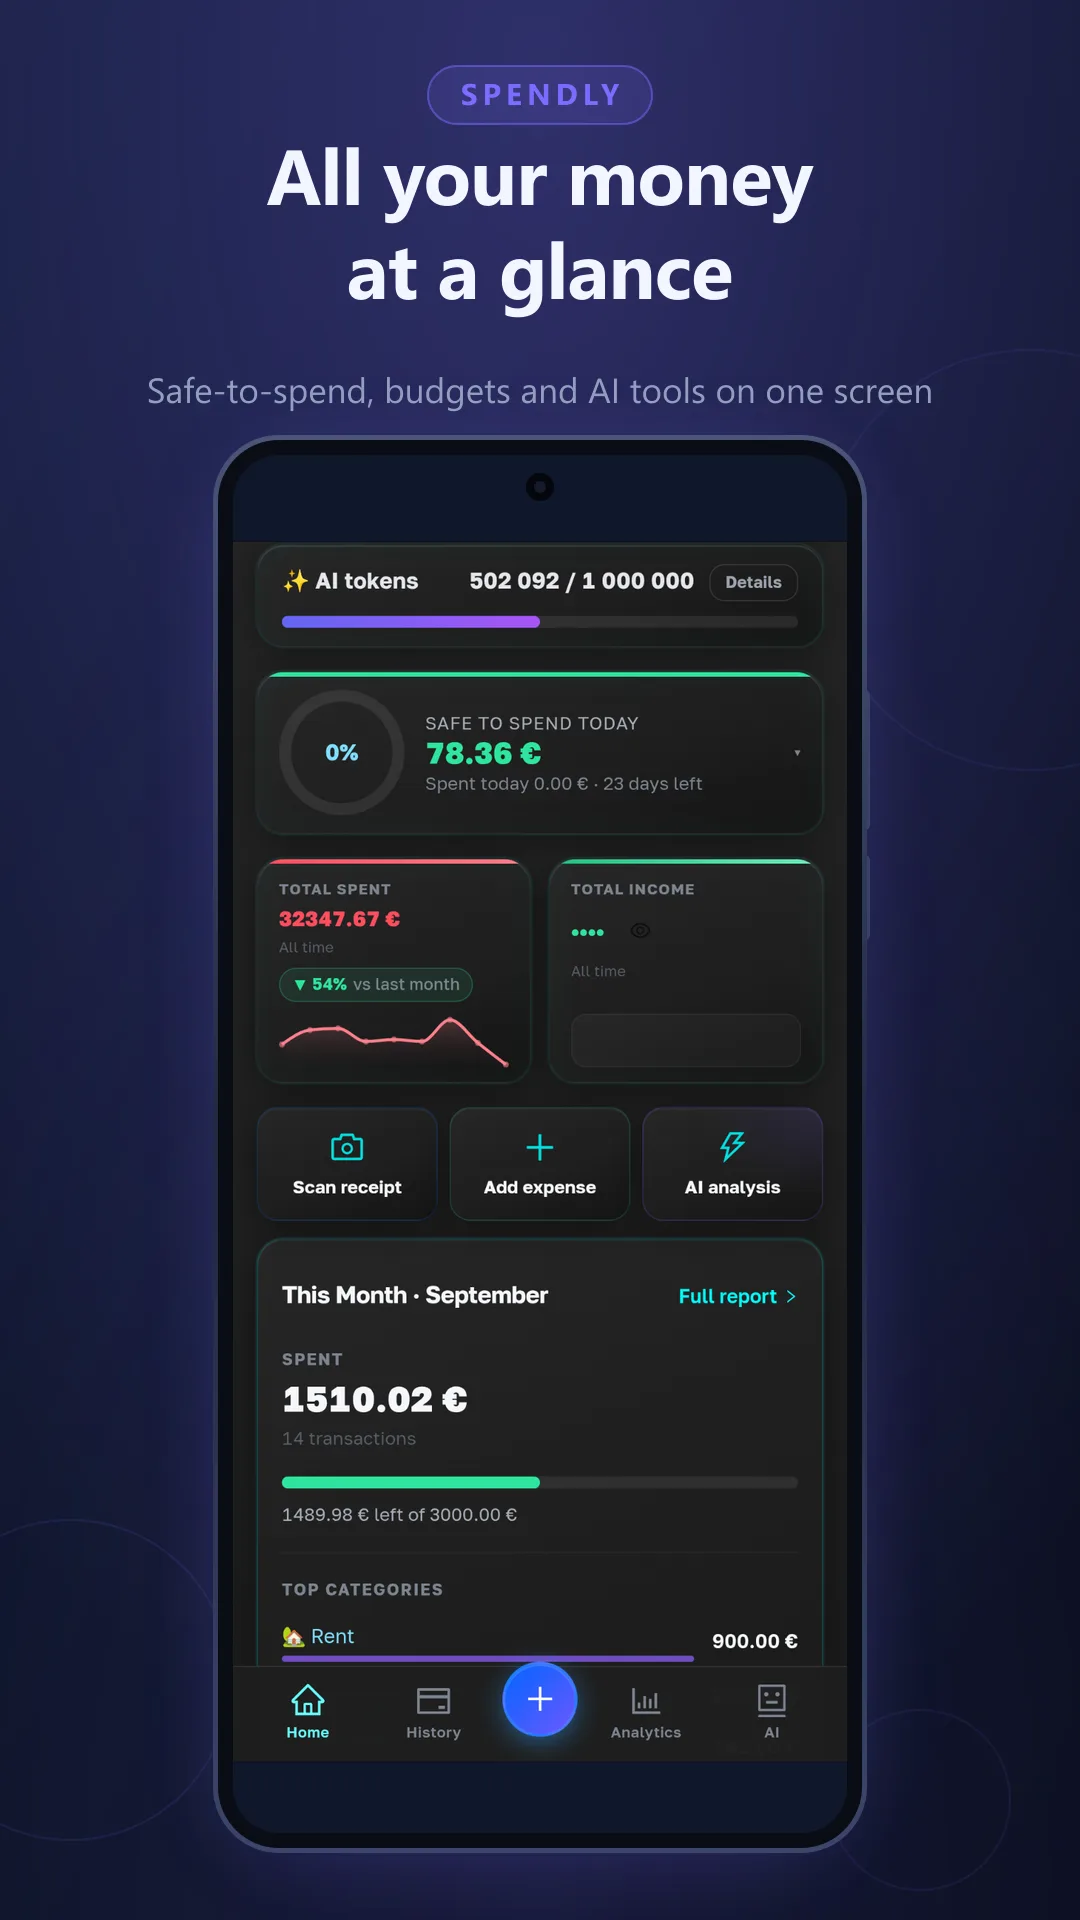 SPENDLY
All your money
at a glance
Safe-to-spend, budgets and AI tools on one screen
✨ AI tokens 502 092 / 1 000 000 Details
0%
SAFE TO SPEND TODAY
78.36 €
Spent today 0.00 € · 23 days left
TOTAL SPENT
32347.67 €
All time
▼ 54% vs last month
TOTAL INCOME
••••
All time
Scan receipt
Add expense
AI analysis
This Month · September
Full report >
SPENT
1510.02 €
14 transactions
1489.98 € left of 3000.00 €
TOP CATEGORIES
🏡 Rent 900.00 €
Home
History
Analytics
AI